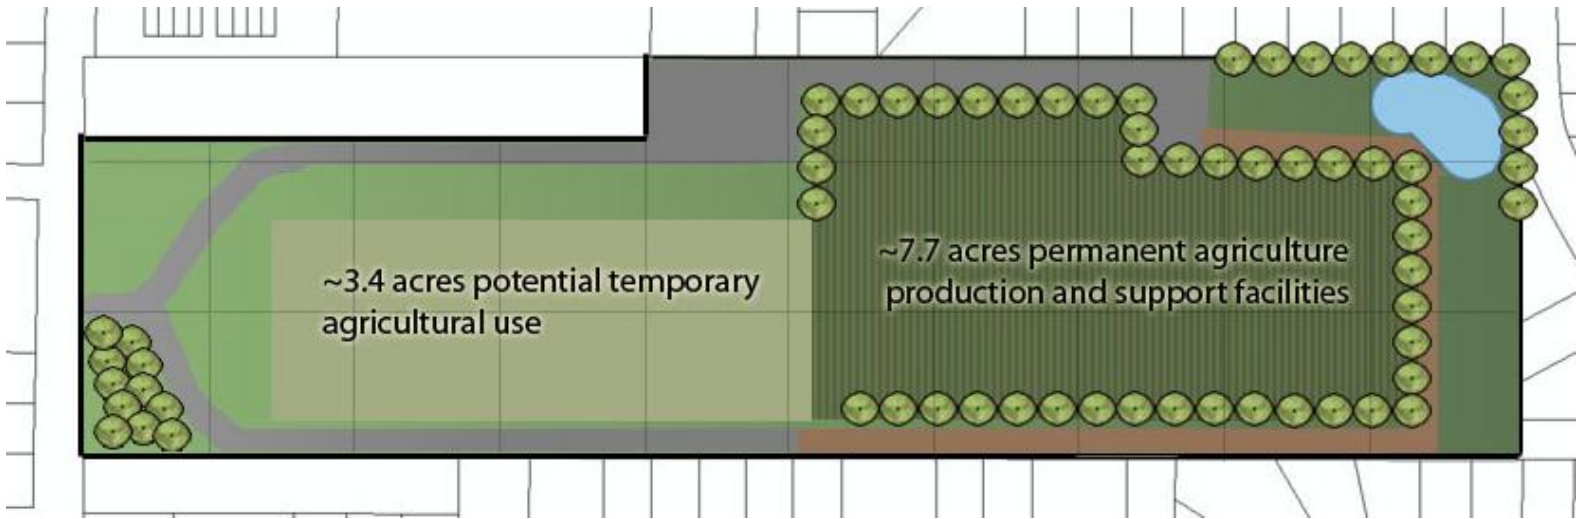 ~3.4 acres potential temporary
agricultural use
~7.7 acres permanent agriculture
production and support facilities